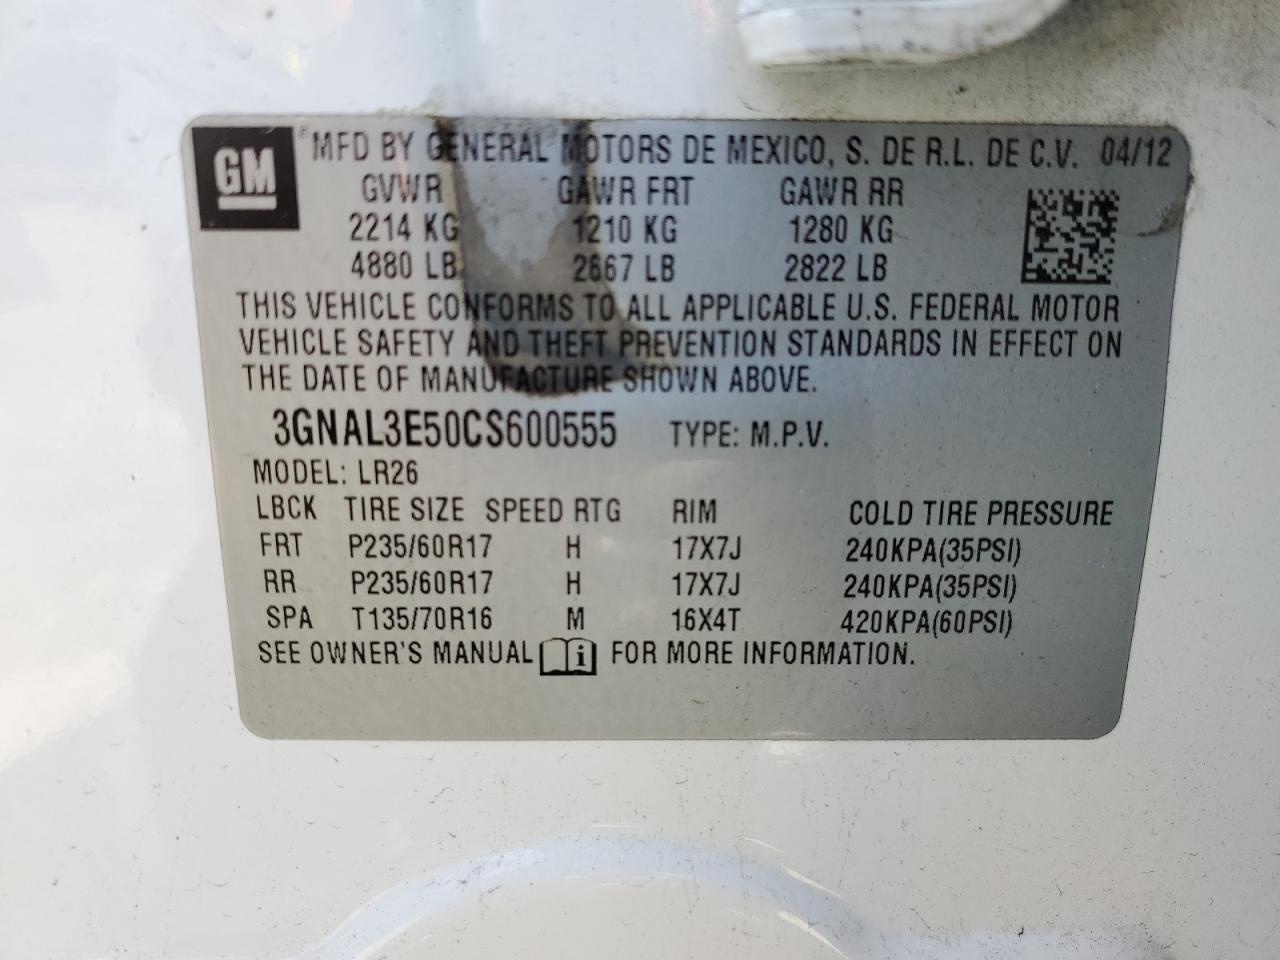 GM ® MFD BY GENERAL MOTORS DE MEXICO, S. DE R.L. DE C.V. 04/12
GVWR GAWR FRT GAWR RR
2214 KG 1210 KG 1280 KG
4880 LB 2667 LB 2822 LB
THIS VEHICLE CONFORMS TO ALL APPLICABLE U.S. FEDERAL MOTOR
VEHICLE SAFETY AND THEFT PREVENTION STANDARDS IN EFFECT ON
THE DATE OF MANUFACTURE SHOWN ABOVE.
3GNAL3E50CS600555 TYPE: M.P.V.
MODEL: LR26
LBCK TIRE SIZE SPEED RTG RIM COLD TIRE PRESSURE
FRT P235/60R17 H 17X7J 240KPA(35PSI)
RR P235/60R17 H 17X7J 240KPA(35PSI)
SPA T135/70R16 M 16X4T 420KPA(60PSI)
SEE OWNER'S MANUAL i FOR MORE INFORMATION.